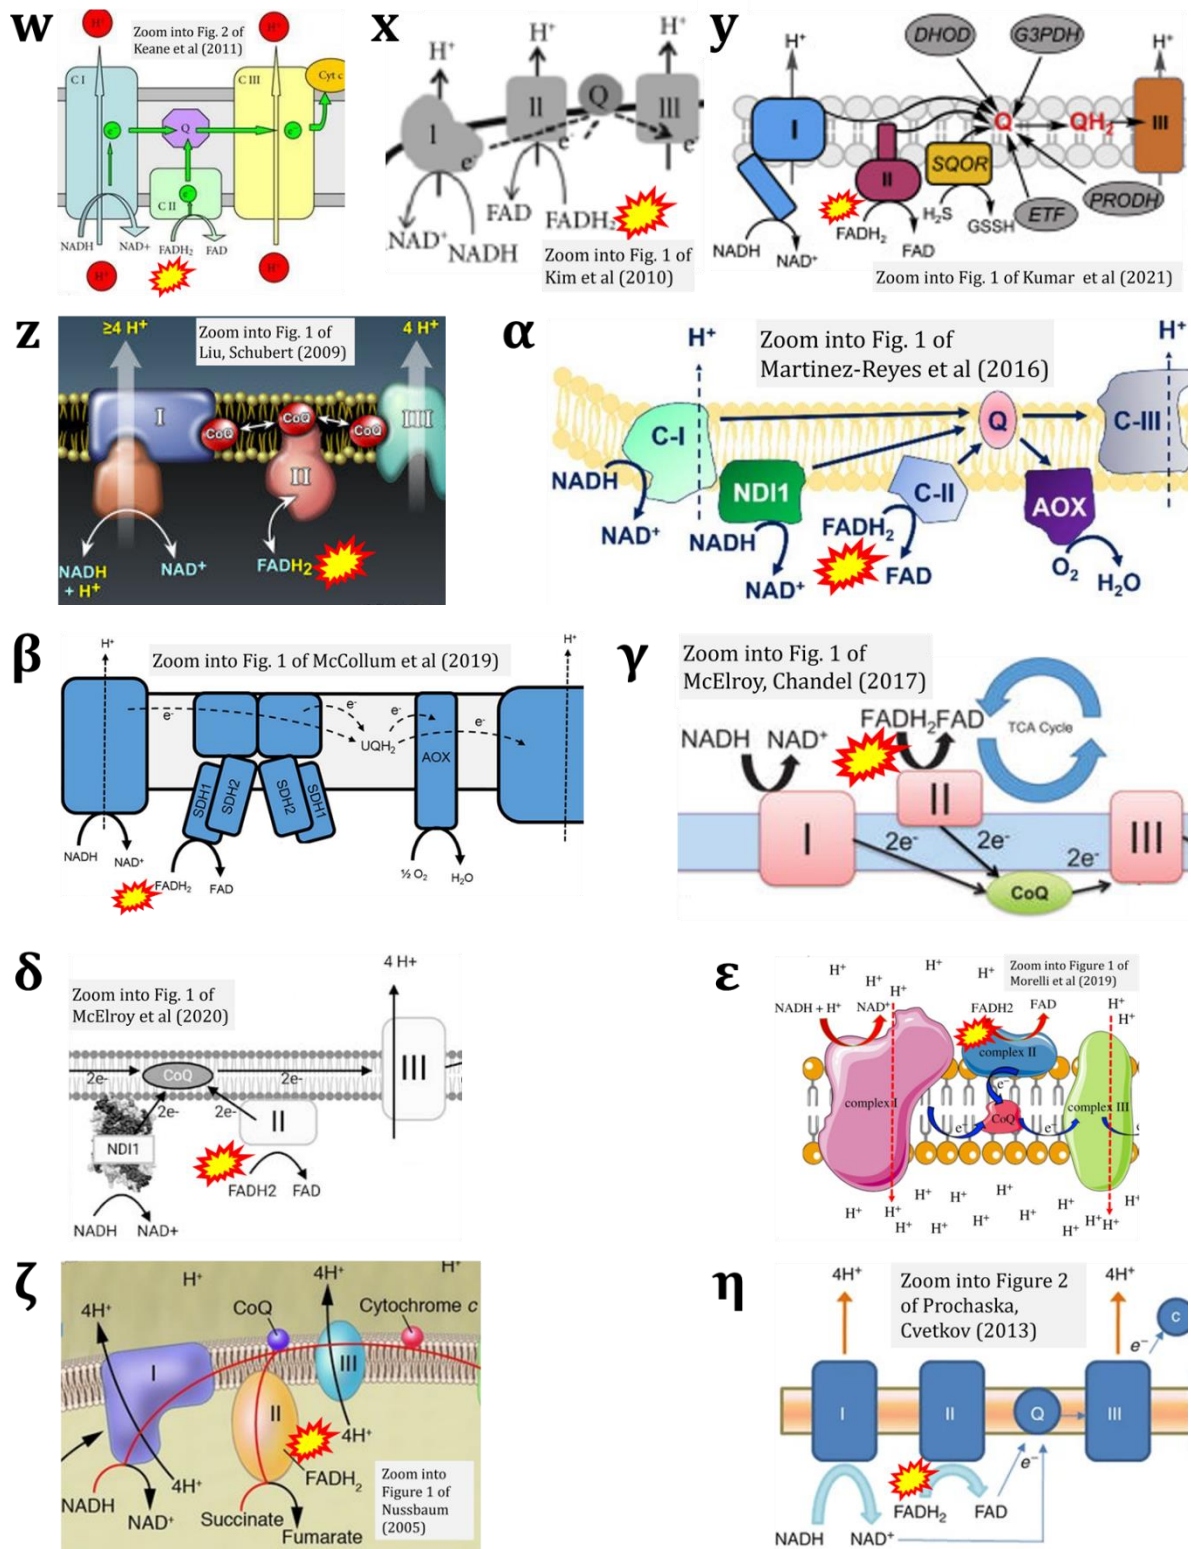 w
Zoom into Fig. 2 of
Keane et al (2011)
H⁺
H⁺
C I
C III
Cyt c
e⁻
Q
e⁻
e⁻
C II
NADH
NAD+
FADH₂
FAD
H⁺
H⁺
x
H⁺
H⁺
H⁺
I
II
Q
III
e⁻
e⁻
FAD
FADH₂
NAD⁺
NADH
Zoom into Fig. 1 of
Kim et al (2010)
y
DHOD
G3PDH
H⁺
H⁺
I
II
Q
QH₂
III
SQOR
FADH₂
H₂S
GSSH
ETF
PRODH
NADH
NAD⁺
FAD
Zoom into Fig. 1 of Kumar et al (2021)
z
≥4 H⁺
Zoom into Fig. 1 of
Liu, Schubert (2009)
4 H⁺
I
CoQ
CoQ
CoQ
III
II
NADH
+ H⁺
NAD⁺
FADH₂
α
H⁺
Zoom into Fig. 1 of
Martinez-Reyes et al (2016)
H⁺
C-I
Q
C-III
NADH
NDI1
C-II
AOX
NAD⁺
NADH
FADH₂
NAD⁺
FAD
O₂
H₂O
β
H⁺
Zoom into Fig. 1 of McCollum et al (2019)
H⁺
e⁻
e⁻
e⁻
e⁻
UQH₂
AOX
SDH1
SDH2
SDH2
SDH1
NADH
NAD⁺
FADH₂
FAD
½ O₂
H₂O
γ
Zoom into Fig. 1 of
McElroy, Chandel (2017)
NADH
NAD⁺
FADH₂
FAD
TCA Cycle
I
II
III
2e⁻
2e⁻
2e⁻
CoQ
δ
4 H+
Zoom into Fig. 1 of
McElroy et al (2020)
2e-
CoQ
2e-
III
2e-
2e-
II
NDI1
FADH2
FAD
NADH
NAD+
ε
H⁺
H⁺
H⁺
H⁺
Zoom into Figure 1 of
Morelli et al (2019)
NADH + H⁺
NAD⁺
H⁺
FADH2
FAD
H⁺
H⁺
complex II
complex I
e⁻
CoQ
e⁻
e⁻
complex III
H⁺
H⁺
H⁺
H⁺
H⁺
H⁺
H⁺
H⁺
H⁺
H⁺
H⁺
H⁺
H⁺
H⁺
ζ
H⁺
4H⁺
H⁺
4H⁺
CoQ
Cytochrome c
I
III
II
4H⁺
FADH₂
4H⁺
NADH
NAD⁺
Succinate
Fumarate
Zoom into
Figure 1 of
Nussbaum
(2005)
η
4H⁺
Zoom into Figure 2
of Prochaska,
Cvetkov (2013)
4H⁺
c
e⁻
I
II
Q
III
e⁻
NADH
NAD⁺
FADH₂
FAD